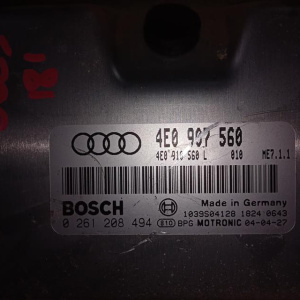 4E0 907 560
4E0 910 560 L 010 ME7.1.1
BOSCH
Made in Germany
1039S04128 1824 0643
0 261 208 494 010 BPG MOTRONIC 04-04-27